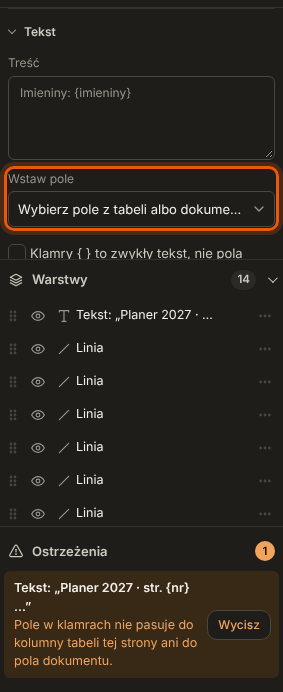 Tekst
Treść
Imieniny: {imieniny}
Wstaw pole
Wybierz pole z tabeli albo dokume...
Klamry { } to zwykły tekst, nie pola
Warstwy 14
Tekst: „Planer 2027 · ...
Linia
Linia
Linia
Linia
Linia
Linia
Ostrzeżenia 1
Tekst: „Planer 2027 · str. {nr}
...”
Pole w klamrach nie pasuje do
kolumny tabeli tej strony ani do
pola dokumentu.
Wycisz